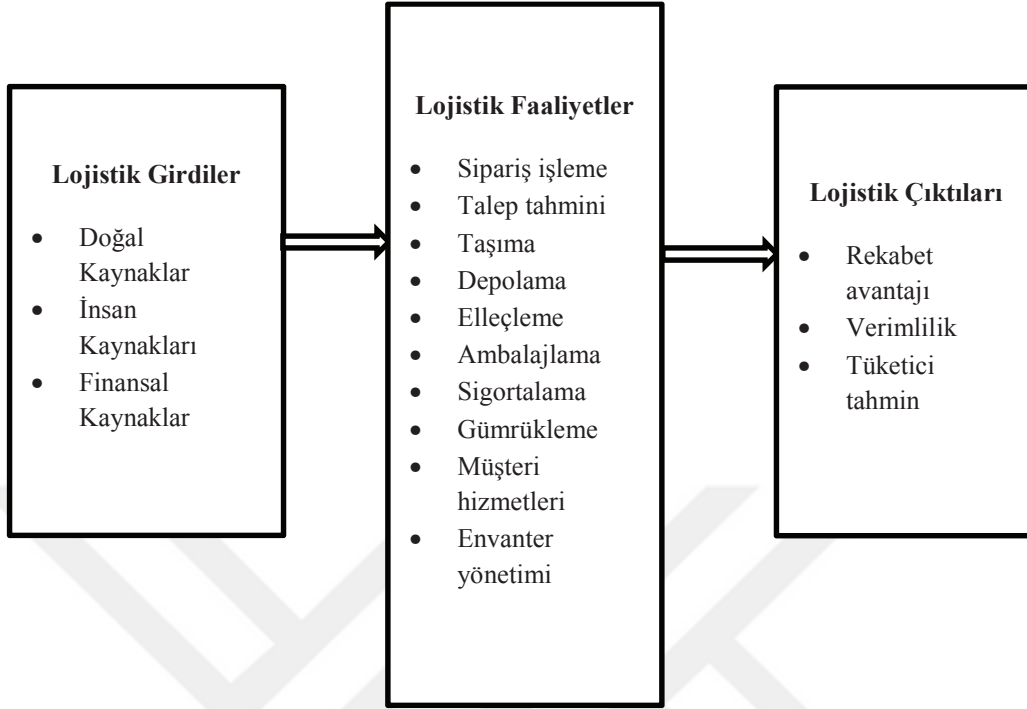 Lojistik Girdiler
• Doğal
Kaynaklar
• İnsan
Kaynakları
• Finansal
Kaynaklar
Lojistik Faaliyetler
• Sipariş işleme
• Talep tahmini
• Taşıma
• Depolama
• Elleçleme
• Ambalajlama
• Sigortalama
• Gümrükleme
• Müşteri
hizmetleri
• Envanter
yönetimi
Lojistik Çıktıları
• Rekabet
avantajı
• Verimlilik
• Tüketici
tahmin